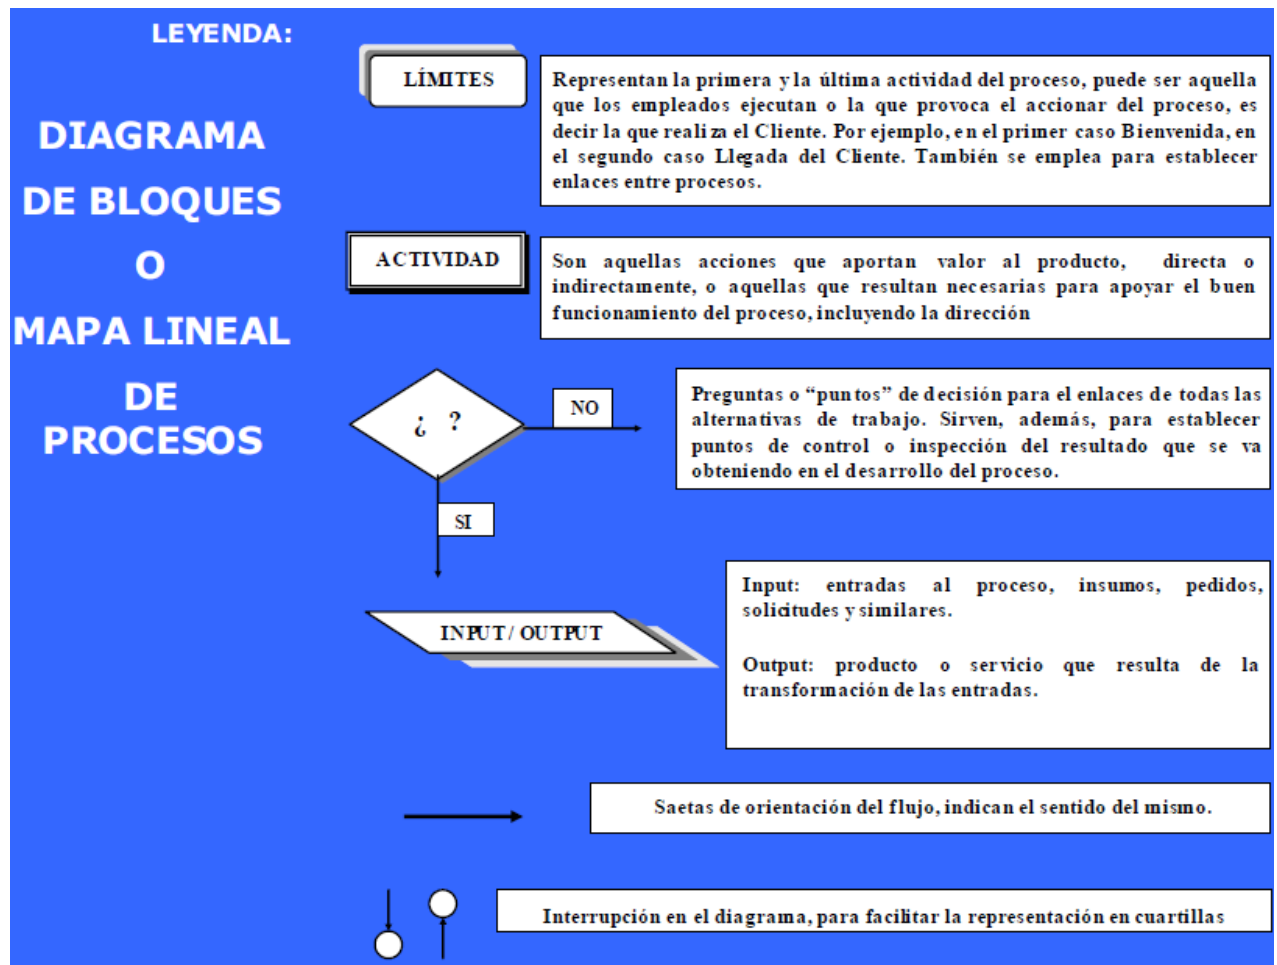 LEYENDA:
DIAGRAMA
DE BLOQUES
O
MAPA LINEAL
DE
PROCESOS
LÍMITES
Representan la primera y la última actividad del proceso, puede ser aquella
que los empleados ejecutan o la que provoca el accionar del proceso, es
decir la que realiza el Cliente. Por ejemplo, en el primer caso Bienvenida, en
el segundo caso Llegada del Cliente. También se emplea para establecer
enlaces entre procesos.
ACTIVIDAD
Son aquellas acciones que aportan valor al producto, directa o
indirectamente, o aquellas que resultan necesarias para apoyar el buen
funcionamiento del proceso, incluyendo la dirección
¿ ?
NO
SI
Preguntas o “puntos” de decisión para el enlaces de todas las
alternativas de trabajo. Sirven, además, para establecer
puntos de control o inspección del resultado que se va
obteniendo en el desarrollo del proceso.
INPUT / OUTPUT
Input: entradas al proceso, insumos, pedidos,
solicitudes y similares.
Output: producto o servicio que resulta de la
transformación de las entradas.
Saetas de orientación del flujo, indican el sentido del mismo.
Interrupción en el diagrama, para facilitar la representación en cuartillas